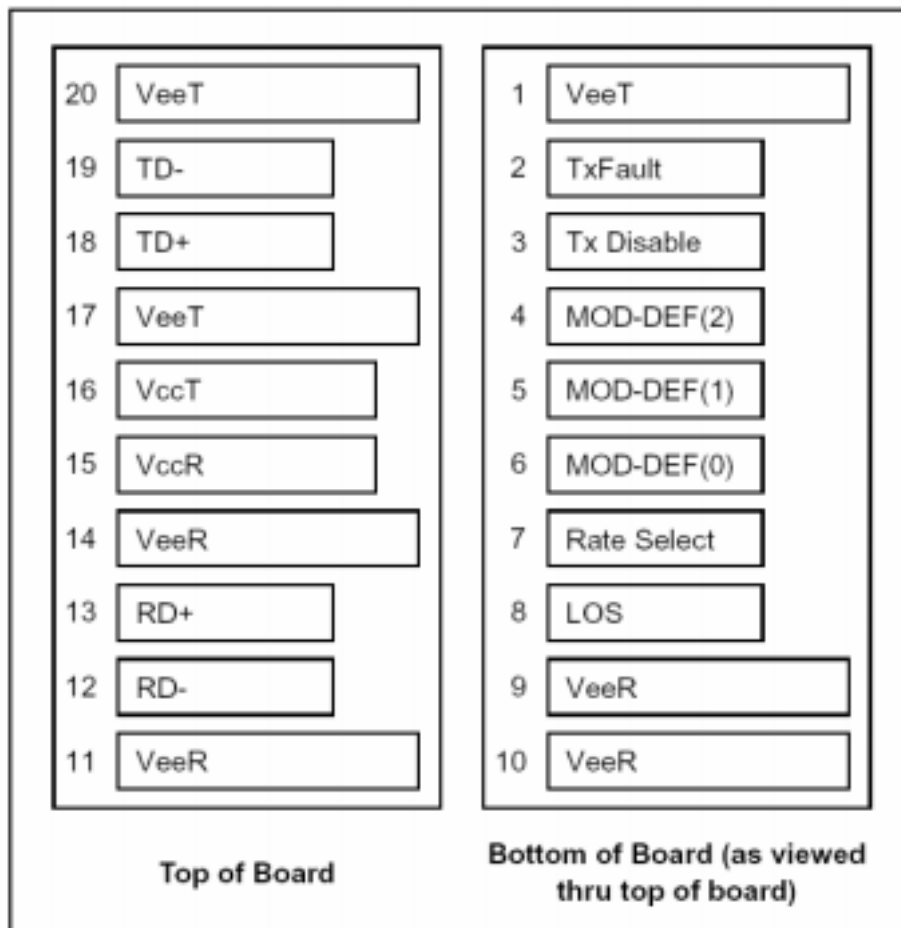 20 VeeT
19 TD-
18 TD+
17 VeeT
16 VccT
15 VccR
14 VeeR
13 RD+
12 RD-
11 VeeR
Top of Board
1 VeeT
2 TxFault
3 Tx Disable
4 MOD-DEF(2)
5 MOD-DEF(1)
6 MOD-DEF(0)
7 Rate Select
8 LOS
9 VeeR
10 VeeR
Bottom of Board (as viewed
thru top of board)